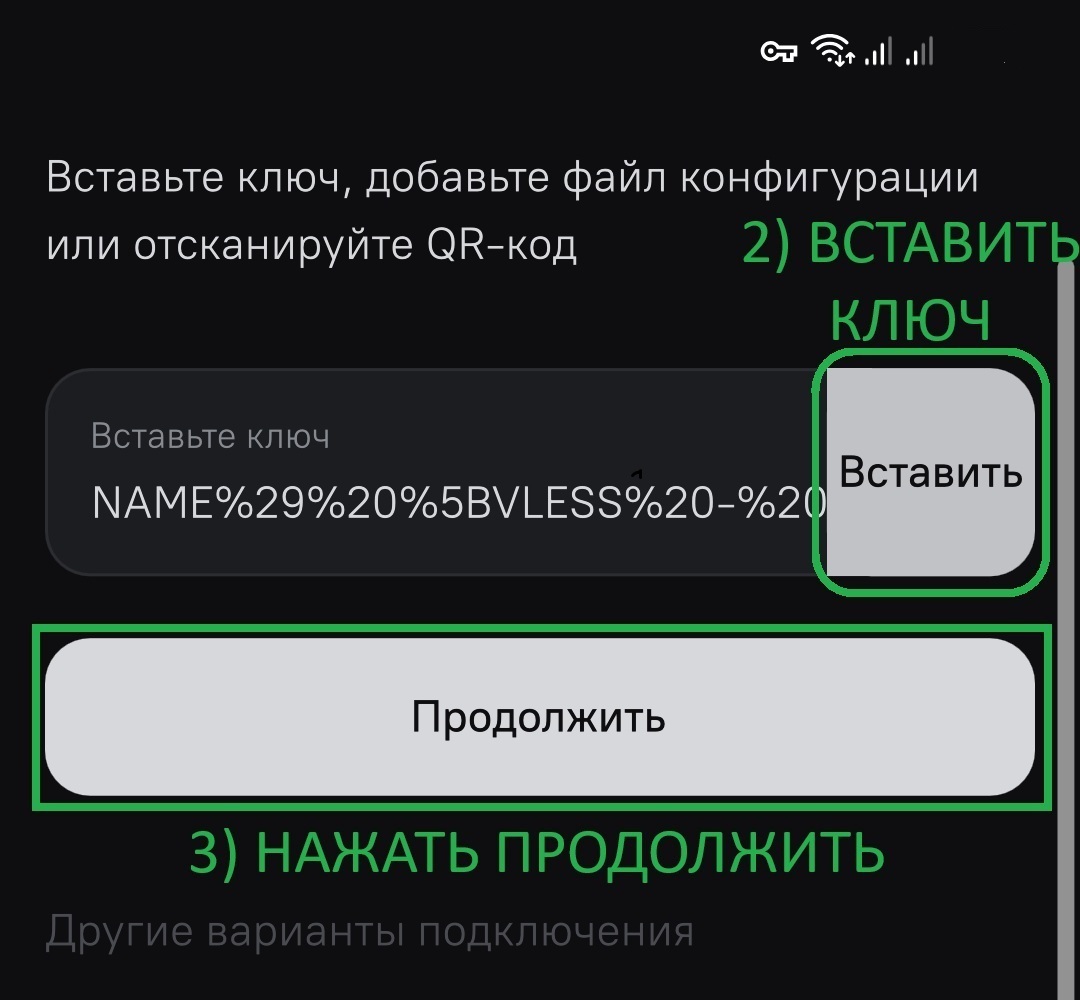 Вставьте ключ, добавьте файл конфигурации
или отсканируйте QR-код
2) ВСТАВИТЬ
КЛЮЧ
Вставьте ключ
NAME%29%20%5BVLESS%20-%20
Вставить
Продолжить
3) НАЖАТЬ ПРОДОЛЖИТЬ
Другие варианты подключения